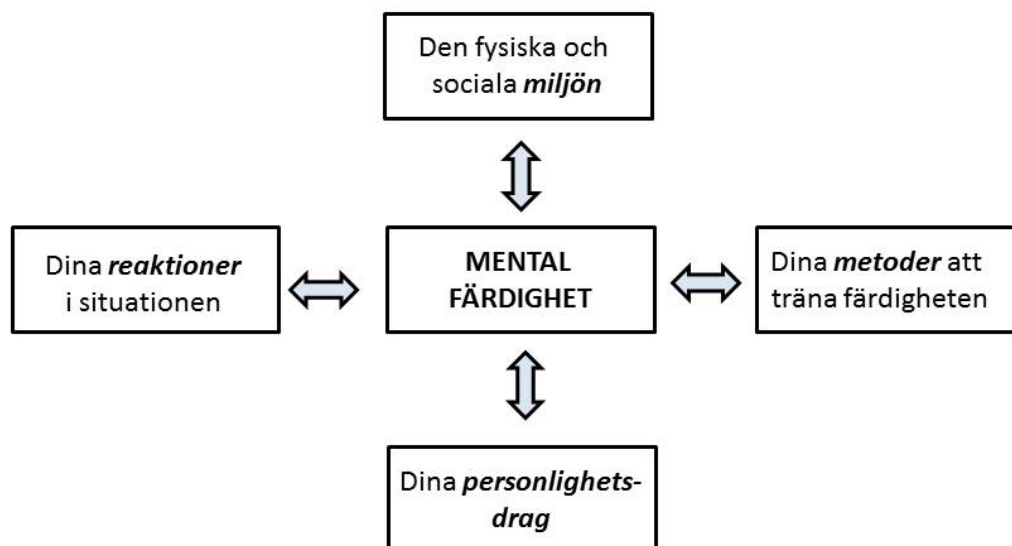 Den fysiska och
sociala miljön
Dina reaktioner
i situationen
MENTAL
FÄRDIGHET
Dina metoder att
träna färdigheten
Dina personlighets-
drag